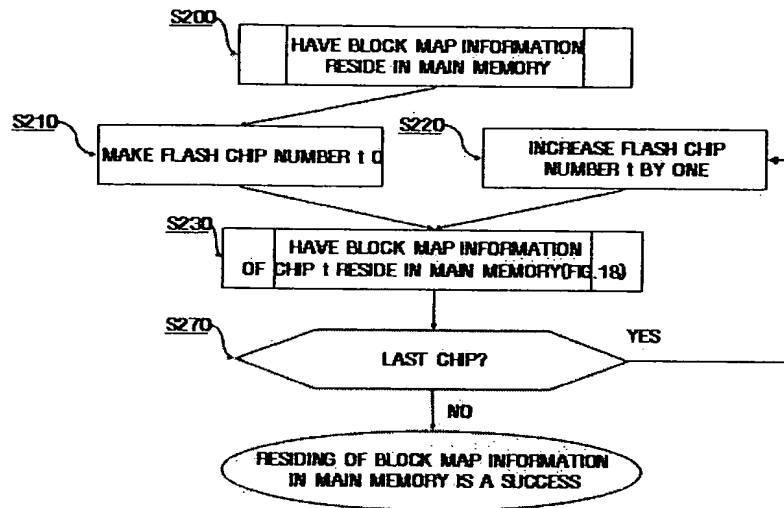 S200
HAVE BLOCK MAP INFORMATION
RESIDE IN MAIN MEMORY
S210
MAKE FLASH CHIP NUMBER t 0
S220
INCREASE FLASH CHIP
NUMBER t BY ONE
S230
HAVE BLOCK MAP INFORMATION
OF CHIP t RESIDE IN MAIN MEMORY(FIG.18)
S270
LAST CHIP?
YES
NO
RESIDING OF BLOCK MAP INFORMATION
IN MAIN MEMORY IS A SUCCESS